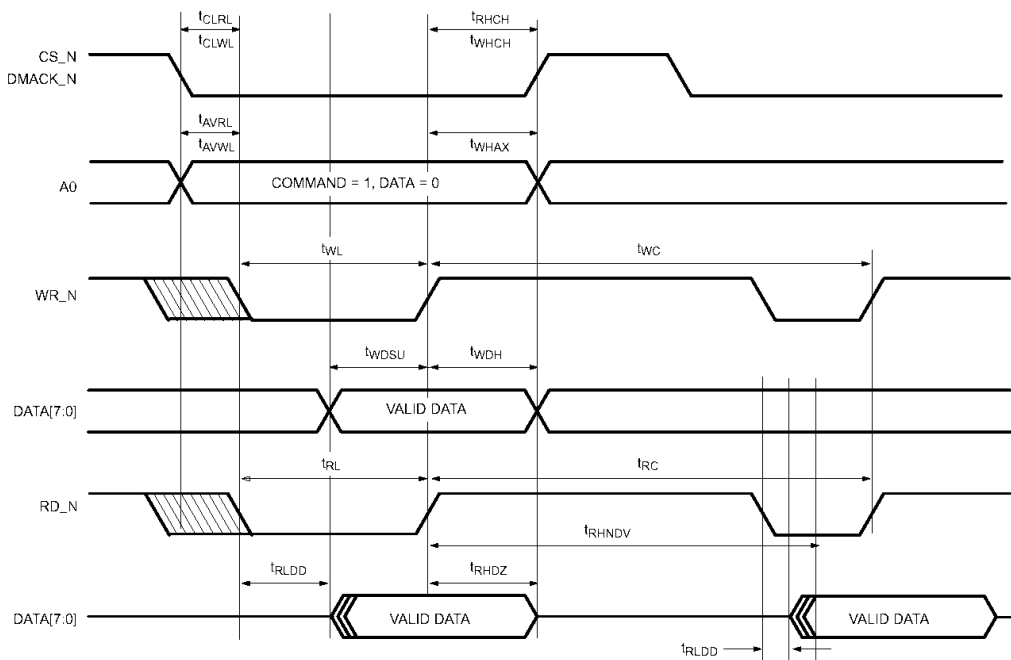 tCLRL
tRHCH
CS_N
tCLWL
tWHCH
DMACK_N
tAVRL
tAVWL
tWHAX
A0
COMMAND = 1, DATA = 0
tWL
tWC
WR_N
tWDSU
tWDH
DATA[7:0]
VALID DATA
tRL
tRC
RD_N
tRHNDV
tRLDD
tRHDZ
DATA[7:0]
VALID DATA
VALID DATA
tRLDD